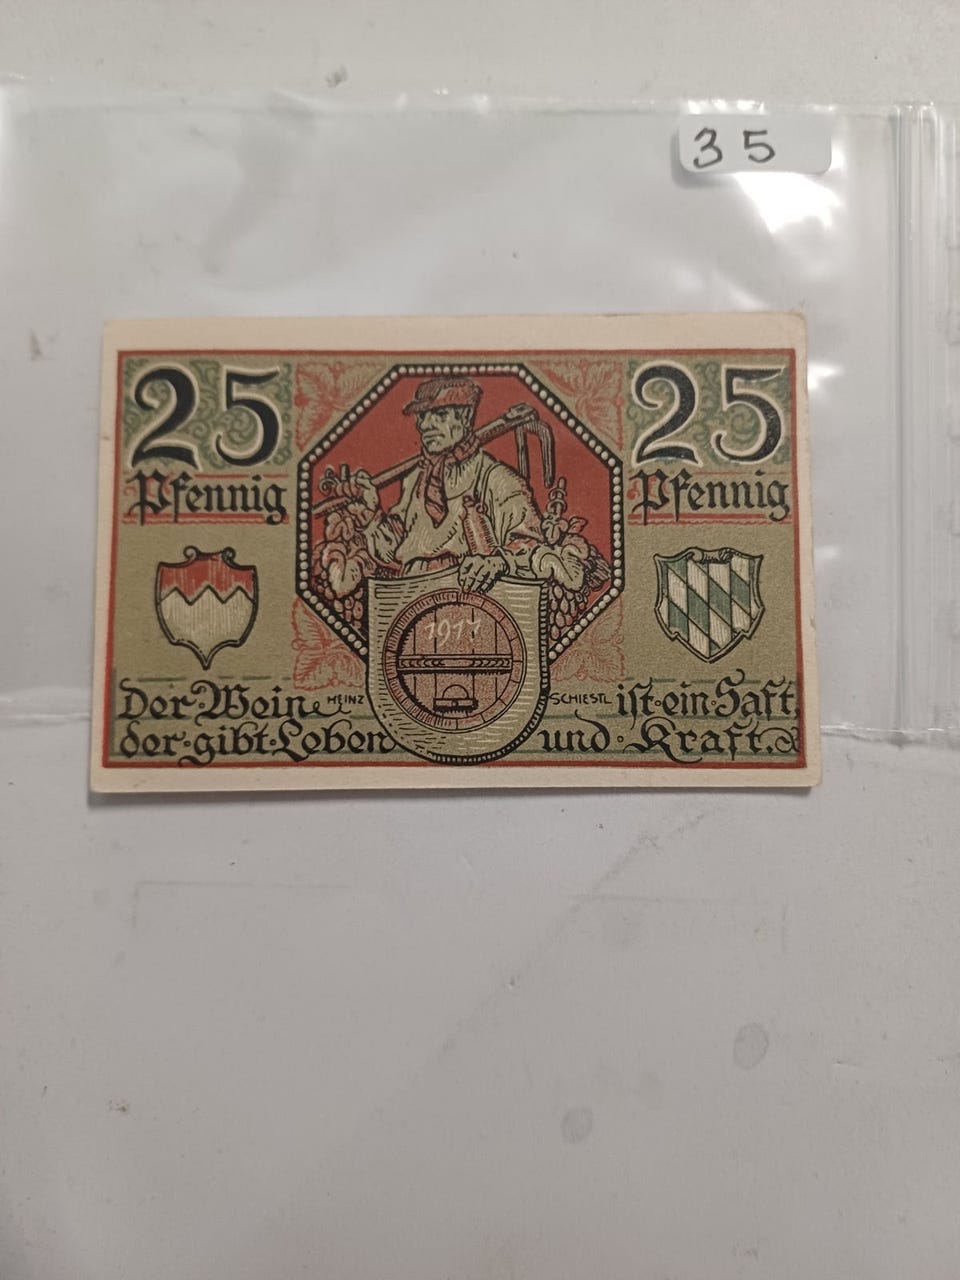 35
25 25
Pfennig Pfennig
1917
Der·Wein HEINZ SCHIESTL ist·ein·Saft,
der·gibt·Leben und·Kraft.